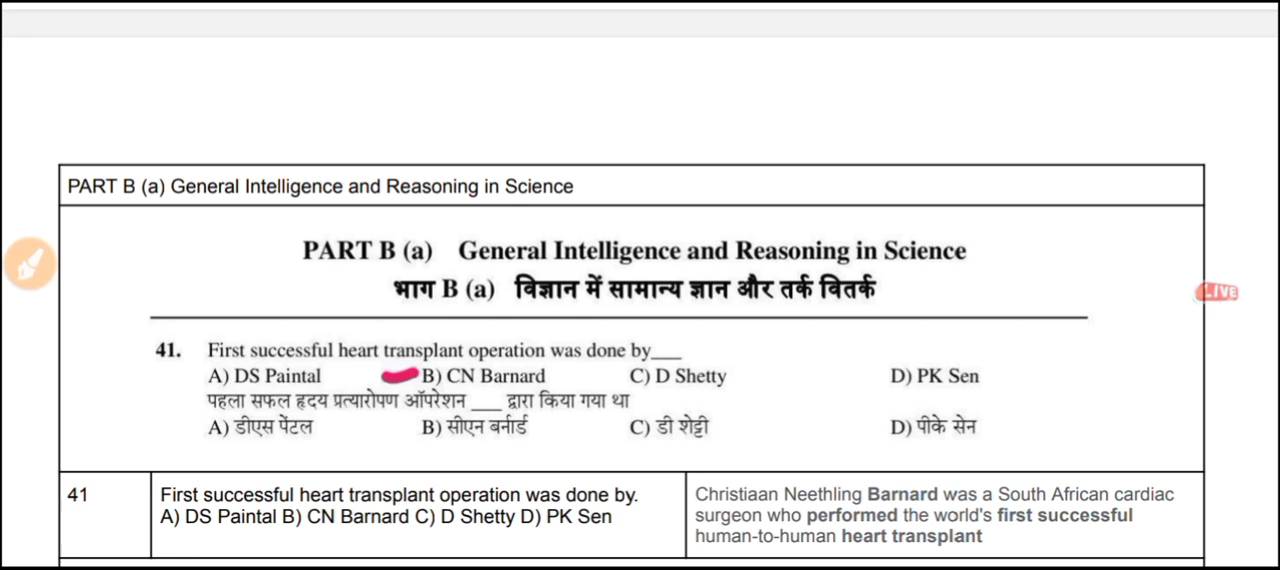 PART B (a) General Intelligence and Reasoning in Science
PART B (a) General Intelligence and Reasoning in Science
भाग B (a) विज्ञान में सामान्य ज्ञान और तर्क वितर्क
LIVE
41. First successful heart transplant operation was done by___
A) DS Paintal B) CN Barnard C) D Shetty D) PK Sen
पहला सफल हृदय प्रत्यारोपण ऑपरेशन ___ द्वारा किया गया था
A) डीएस पेंटल B) सीएन बर्नार्ड C) डी शेट्टी D) पीके सेन
41
First successful heart transplant operation was done by.
A) DS Paintal B) CN Barnard C) D Shetty D) PK Sen
Christiaan Neethling Barnard was a South African cardiac
surgeon who performed the world's first successful
human-to-human heart transplant